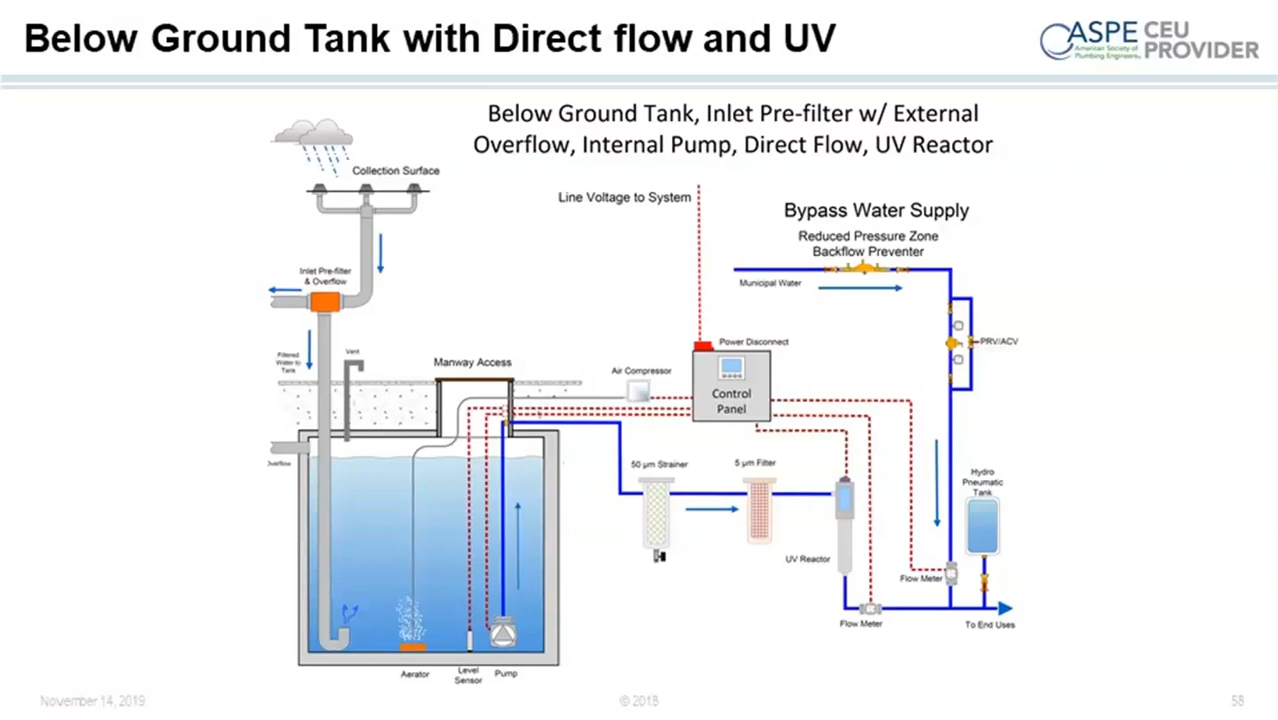 Below Ground Tank with Direct flow and UV
ASPE CEU
American Society of
Plumbing Engineers
PROVIDER
Below Ground Tank, Inlet Pre-filter w/ External
Overflow, Internal Pump, Direct Flow, UV Reactor
Collection Surface
Line Voltage to System
Bypass Water Supply
Reduced Pressure Zone
Backflow Preventer
Inlet Pre-filter
& Overflow
Municipal Water
Power Disconnect
PRV/ACV
Filtered
Water to
Tank
Vent
Manway Access
Air Compressor
Control
Panel
Overflow
50 µm Strainer
5 µm Filter
Hydro
Pneumatic
Tank
UV Reactor
Flow Meter
Flow Meter
To End Uses
Aerator
Level
Sensor
Pump
November 14, 2019
© 2018
58